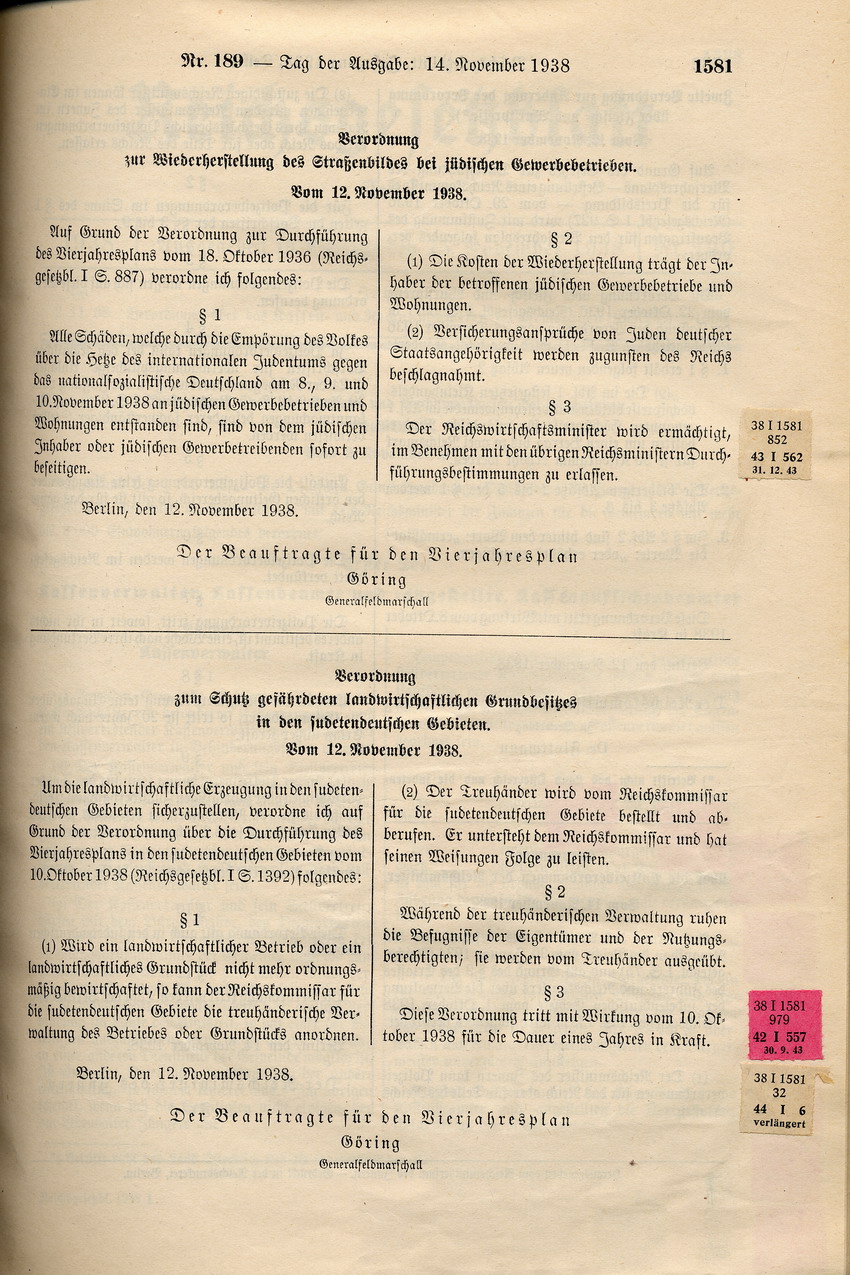 Nr. 189 — Tag der Ausgabe: 14. November 1938
1581
Verordnung
zur Wiederherstellung des Straßenbildes bei jüdischen Gewerbebetrieben.
Vom 12. November 1938.
Auf Grund der Verordnung zur Durchführung
des Vierjahresplans vom 18. Oktober 1936 (Reichs-
gesetzbl. I S. 887) verordne ich folgendes:
§ 1
Alle Schäden, welche durch die Empörung des Volkes
über die Hetze des internationalen Judentums gegen
das nationalsozialistische Deutschland am 8., 9. und
10. November 1938 an jüdischen Gewerbebetrieben und
Wohnungen entstanden sind, sind von dem jüdischen
Inhaber oder jüdischen Gewerbetreibenden sofort zu
beseitigen.
§ 2
(1) Die Kosten der Wiederherstellung trägt der In-
haber der betroffenen jüdischen Gewerbebetriebe und
Wohnungen.
(2) Versicherungsansprüche von Juden deutscher
Staatsangehörigkeit werden zugunsten des Reichs
beschlagnahmt.
§ 3
Der Reichswirtschaftsminister wird ermächtigt,
im Benehmen mit den übrigen Reichsministern Durch-
führungsbestimmungen zu erlassen.
38 I 1581
852
43 I 562
31. 12. 43
Berlin, den 12. November 1938.
Der Beauftragte für den Vierjahresplan
Göring
Generalfeldmarschall
Verordnung
zum Schutz gefährdeten landwirtschaftlichen Grundbesitzes
in den sudetendeutschen Gebieten.
Vom 12. November 1938.
Um die landwirtschaftliche Erzeugung in den sudeten-
deutschen Gebieten sicherzustellen, verordne ich auf
Grund der Verordnung über die Durchführung des
Vierjahresplans in den sudetendeutschen Gebieten vom
10. Oktober 1938 (Reichsgesetzbl. I S. 1392) folgendes:
§ 1
(1) Wird ein landwirtschaftlicher Betrieb oder ein
landwirtschaftliches Grundstück nicht mehr ordnungs-
mäßig bewirtschaftet, so kann der Reichskommissar für
die sudetendeutschen Gebiete die treuhänderische Ver-
waltung des Betriebes oder Grundstücks anordnen.
(2) Der Treuhänder wird vom Reichskommissar
für die sudetendeutschen Gebiete bestellt und ab-
berufen. Er untersteht dem Reichskommissar und hat
seinen Weisungen Folge zu leisten.
§ 2
Während der treuhänderischen Verwaltung ruhen
die Befugnisse der Eigentümer und der Nutzungs-
berechtigten; sie werden vom Treuhänder ausgeübt.
§ 3
Diese Verordnung tritt mit Wirkung vom 10. Ok-
tober 1938 für die Dauer eines Jahres in Kraft.
38 I 1581
979
42 I 557
30. 9. 43
38 I 1581
32
44 I 6
verlängert
Berlin, den 12. November 1938.
Der Beauftragte für den Vierjahresplan
Göring
Generalfeldmarschall